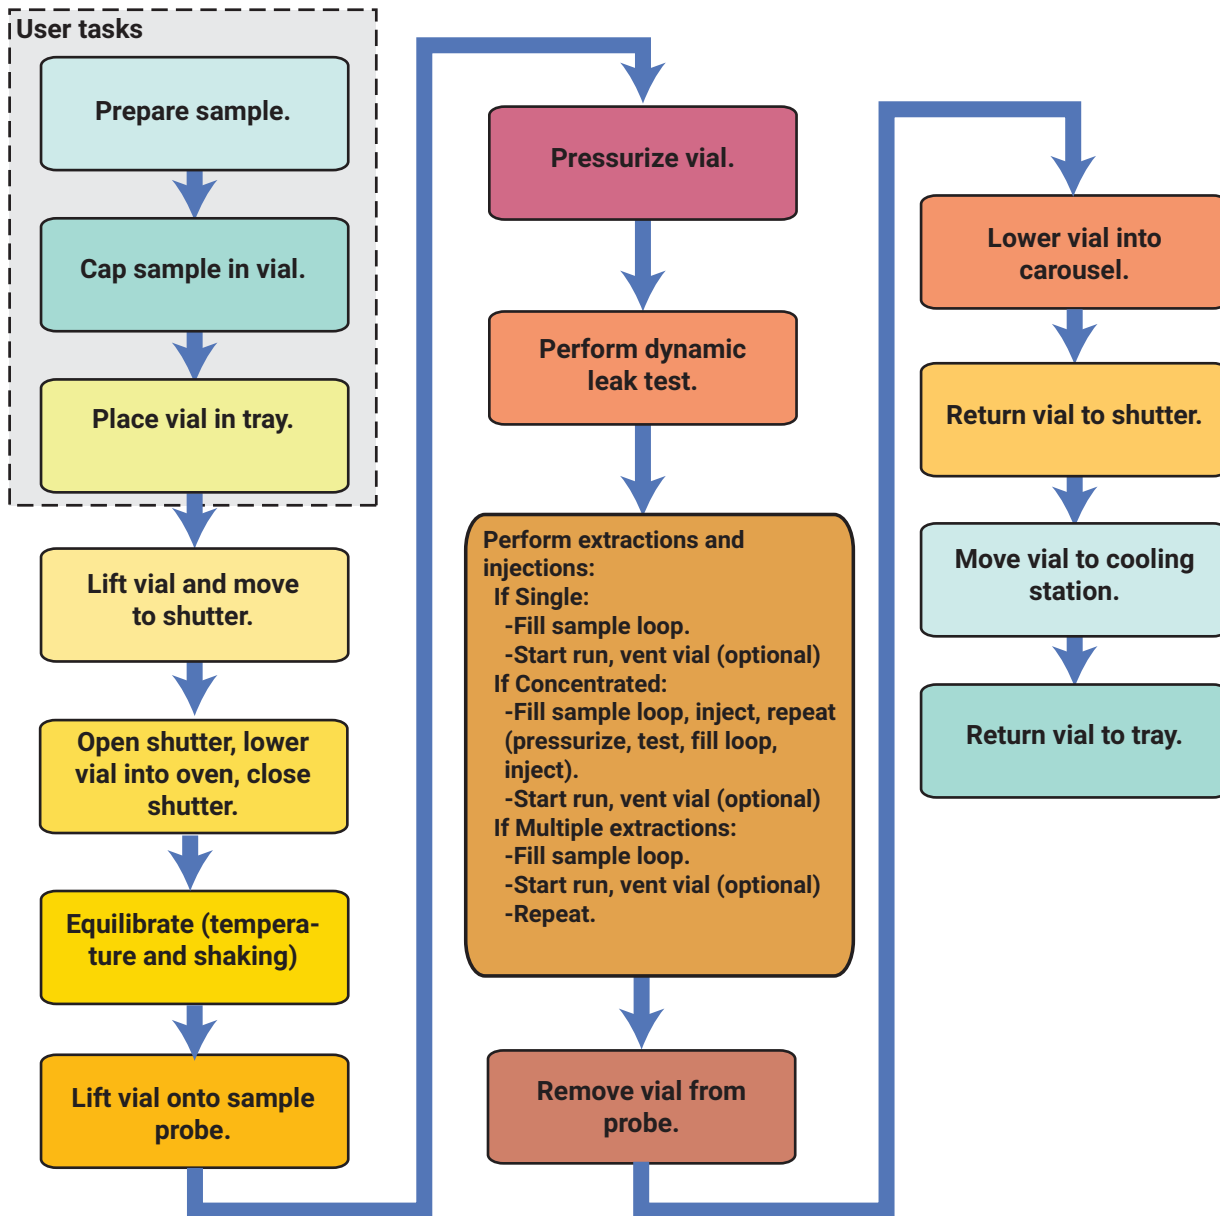 User tasks
Prepare sample.
Cap sample in vial.
Place vial in tray.
Lift vial and move
to shutter.
Open shutter, lower
vial into oven, close
shutter.
Equilibrate (tempera-
ture and shaking)
Lift vial onto sample
probe.
Pressurize vial.
Perform dynamic
leak test.
Perform extractions and
injections:
If Single:
-Fill sample loop.
-Start run, vent vial (optional)
If Concentrated:
-Fill sample loop, inject, repeat
(pressurize, test, fill loop,
inject).
-Start run, vent vial (optional)
If Multiple extractions:
-Fill sample loop.
-Start run, vent vial (optional)
-Repeat.
Remove vial from
probe.
Lower vial into
carousel.
Return vial to shutter.
Move vial to cooling
station.
Return vial to tray.